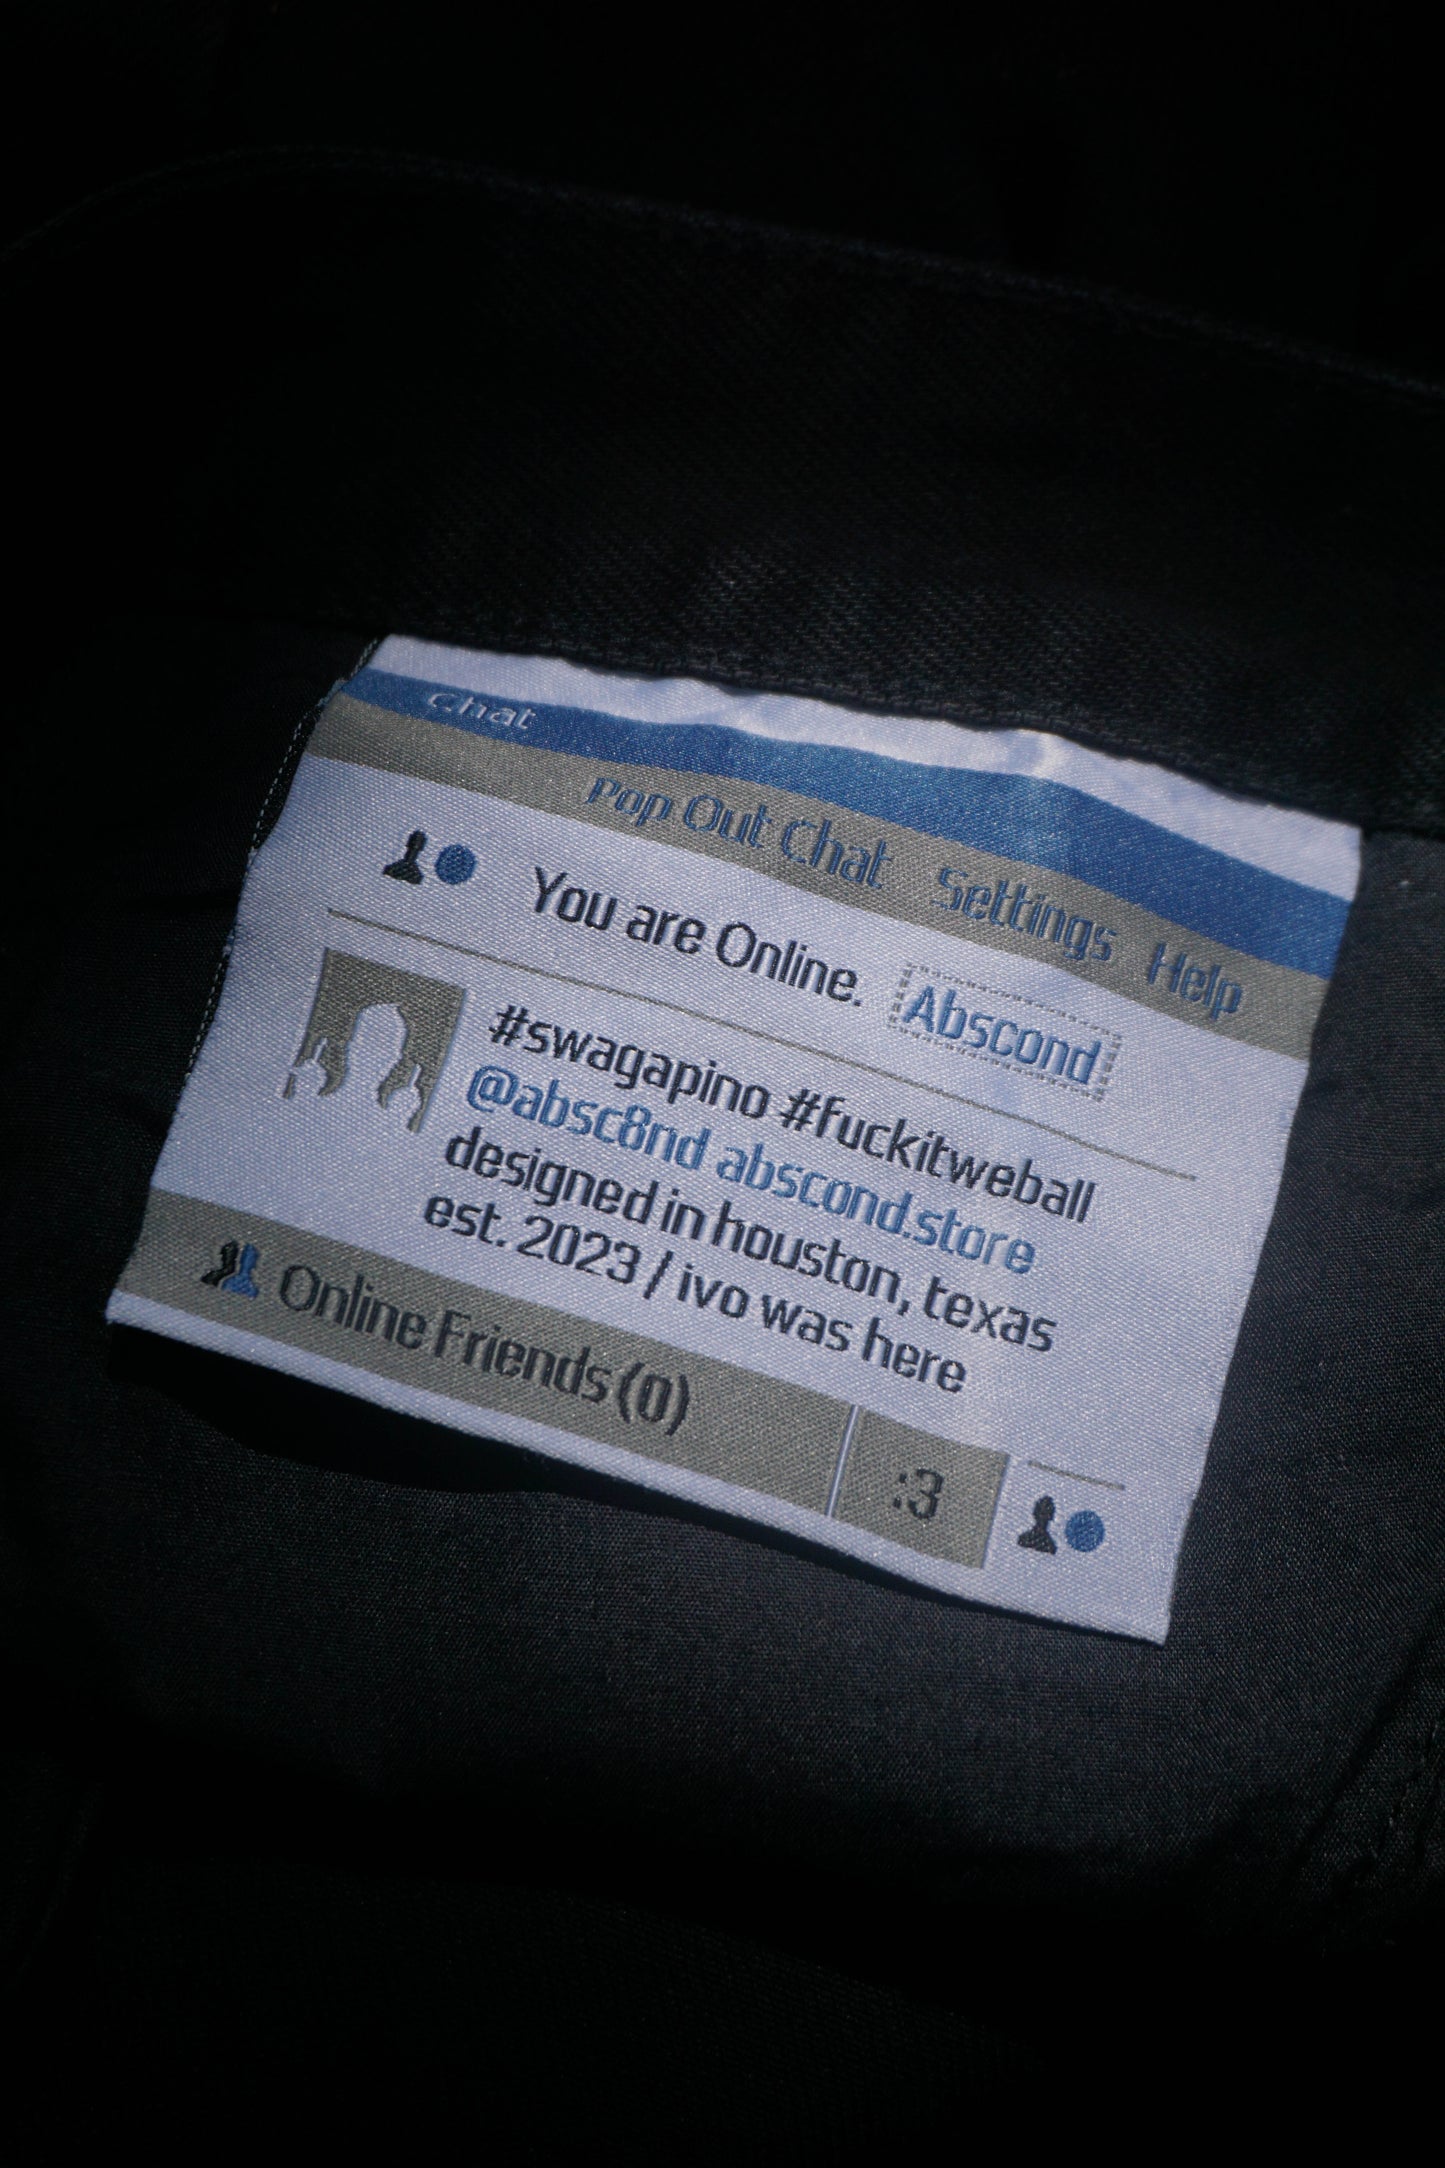 Chat
Pop Out Chat Settings Help
You are Online. Abscond
#swagapino #fuckitweball
@absc8nd abscond.store
designed in houston, texas
est. 2023 / ivo was here
Online Friends (0)
:3